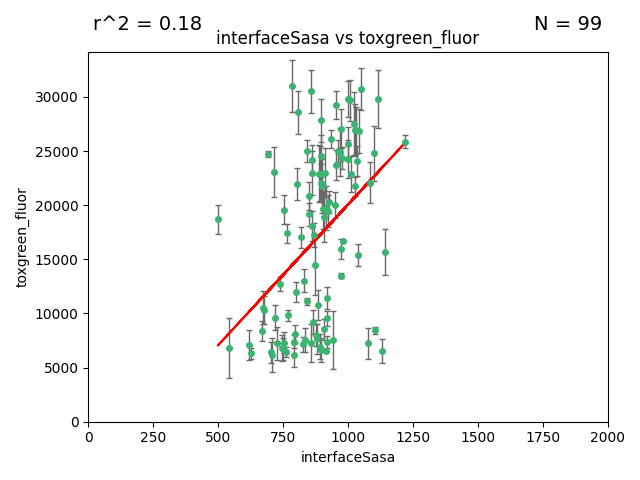 r^2 = 0.18
N = 99
interfaceSasa vs toxgreen_fluor
30000
25000
20000
15000
10000
5000
0
toxgreen_fluor
0 250 500 750 1000 1250 1500 1750 2000
interfaceSasa